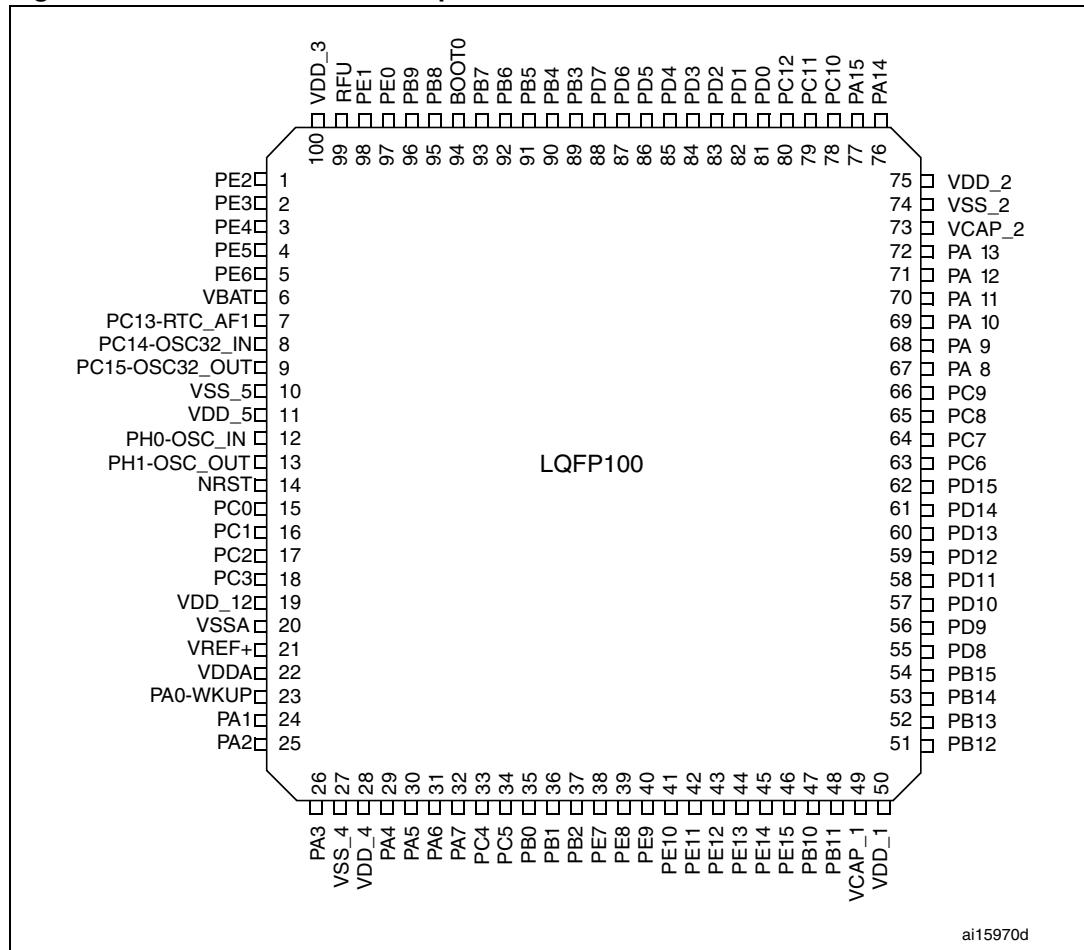 VDD_3
RFU
PE1
PE0
PB9
PB8
BOOT0
PB7
PB6
PB5
PB4
PB3
PD7
PD6
PD5
PD4
PD3
PD2
PD1
PD0
PC12
PC11
PC10
PA15
PA14
100
99
98
97
96
95
94
93
92
91
90
89
88
87
86
85
84
83
82
81
80
79
78
77
76
PE2 1
PE3 2
PE4 3
PE5 4
PE6 5
VBAT 6
PC13-RTC_AF1 7
PC14-OSC32_IN 8
PC15-OSC32_OUT 9
VSS_5 10
VDD_5 11
PH0-OSC_IN 12
PH1-OSC_OUT 13
NRST 14
PC0 15
PC1 16
PC2 17
PC3 18
VDD_12 19
VSSA 20
VREF+ 21
VDDA 22
PA0-WKUP 23
PA1 24
PA2 25
LQFP100
75 VDD_2
74 VSS_2
73 VCAP_2
72 PA 13
71 PA 12
70 PA 11
69 PA 10
68 PA 9
67 PA 8
66 PC9
65 PC8
64 PC7
63 PC6
62 PD15
61 PD14
60 PD13
59 PD12
58 PD11
57 PD10
56 PD9
55 PD8
54 PB15
53 PB14
52 PB13
51 PB12
26
27
28
29
30
31
32
33
34
35
36
37
38
39
40
41
42
43
44
45
46
47
48
49
50
PA3
VSS_4
VDD_4
PA4
PA5
PA6
PA7
PC4
PC5
PB0
PB1
PB2
PE7
PE8
PE9
PE10
PE11
PE12
PE13
PE14
PE15
PB10
PB11
VCAP_1
VDD_1
ai15970d